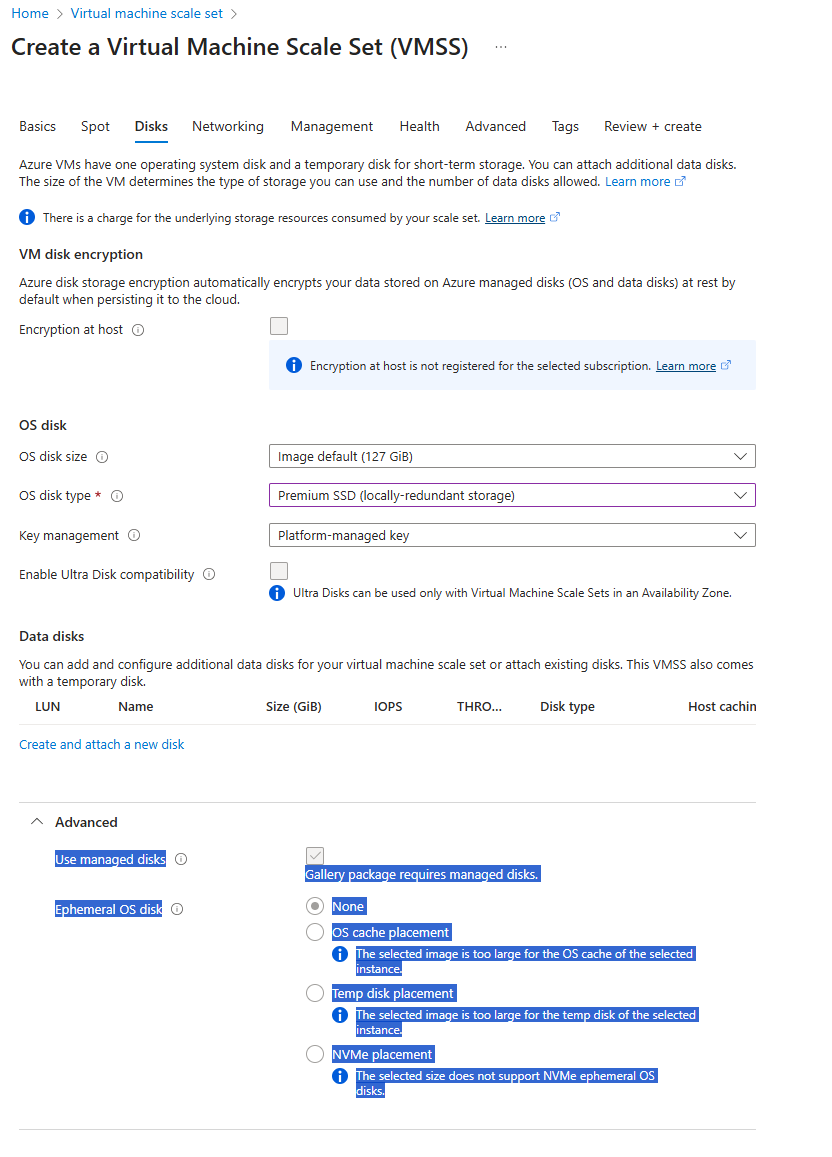 Home > Virtual machine scale set >
Create a Virtual Machine Scale Set (VMSS) ...
Basics Spot Disks Networking Management Health Advanced Tags Review + create
Azure VMs have one operating system disk and a temporary disk for short-term storage. You can attach additional data disks.
The size of the VM determines the type of storage you can use and the number of data disks allowed. Learn more
There is a charge for the underlying storage resources consumed by your scale set. Learn more
VM disk encryption
Azure disk storage encryption automatically encrypts your data stored on Azure managed disks (OS and data disks) at rest by
default when persisting it to the cloud.
Encryption at host
Encryption at host is not registered for the selected subscription. Learn more
OS disk
OS disk size Image default (127 GiB)
OS disk type * Premium SSD (locally-redundant storage)
Key management Platform-managed key
Enable Ultra Disk compatibility
Ultra Disks can be used only with Virtual Machine Scale Sets in an Availability Zone.
Data disks
You can add and configure additional data disks for your virtual machine scale set or attach existing disks. This VMSS also comes
with a temporary disk.
LUN Name Size (GiB) IOPS THRO... Disk type Host cachin
Create and attach a new disk
Advanced
Use managed disks
Gallery package requires managed disks.
Ephemeral OS disk None
OS cache placement
The selected image is too large for the OS cache of the selected
instance.
Temp disk placement
The selected image is too large for the temp disk of the selected
instance.
NVMe placement
The selected size does not support NVMe ephemeral OS
disks.